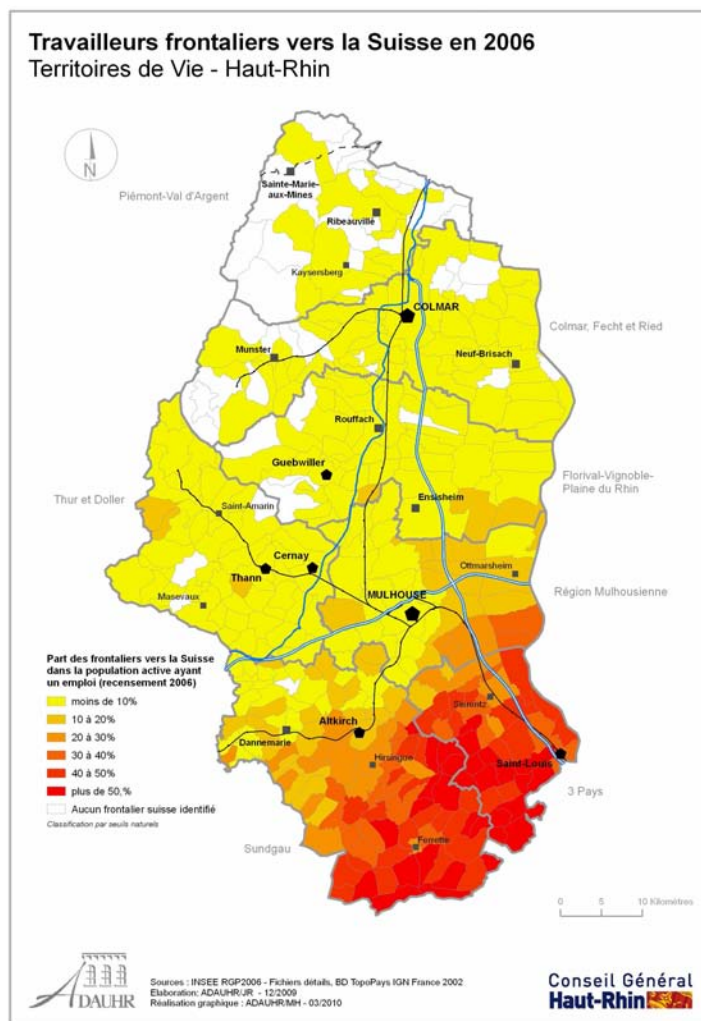 Travailleurs frontaliers vers la Suisse en 2006
Territoires de Vie - Haut-Rhin
N
Piémont-Val d'Argent
Sainte-Marie-
aux-Mines
Ribeauvillé
Kaysersberg
COLMAR
Colmar, Fecht et Ried
Munster
Neuf-Brisach
Rouffach
Guebwiller
Florival-Vignoble-
Plaine du Rhin
Thur et Doller
Saint-Amarin
Ensisheim
Cernay
Thann
Ottmarsheim
Région Mulhousienne
Masevaux
MULHOUSE
Part des frontaliers vers la Suisse
dans la population active ayant
un emploi (recensement 2006)
moins de 10%
10 à 20%
20 à 30%
30 à 40%
40 à 50%
plus de 50,%
Aucun frontalier suisse identifié
Classification par seuils naturels
Sierentz
Altkirch
Dannemarie
Hirsingue
Saint-Louis
3 Pays
Ferrette
Sundgau
0 5 10 Kilomètres
ADAUHR
Sources : INSEE RGP2006 - Fichiers détails, BD TopoPays IGN France 2002
Elaboration; ADAUHR/JR - 12/2009
Réalisation graphique : ADAUHR/MH - 03/2010
Conseil Général
Haut-Rhin